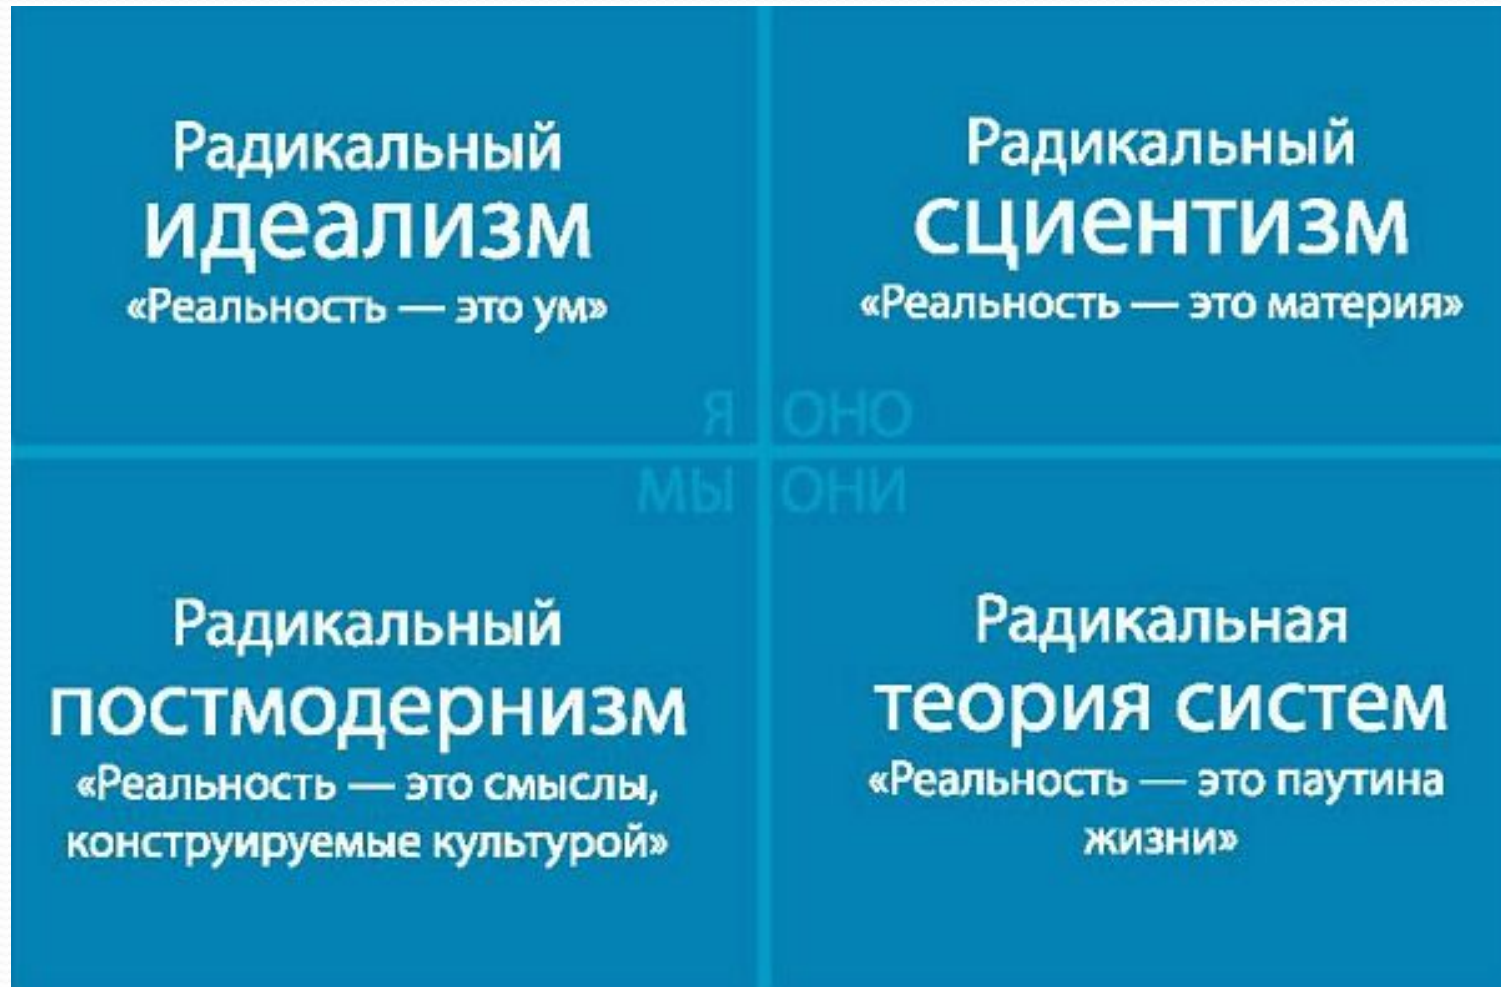 Радикальный
идеализм
«Реальность — это ум»
Радикальный
сциентизм
«Реальность — это материя»
Я
ОНО
МЫ
ОНИ
Радикальный
постмодернизм
«Реальность — это смыслы,
конструируемые культурой»
Радикальная
теория систем
«Реальность — это паутина
жизни»